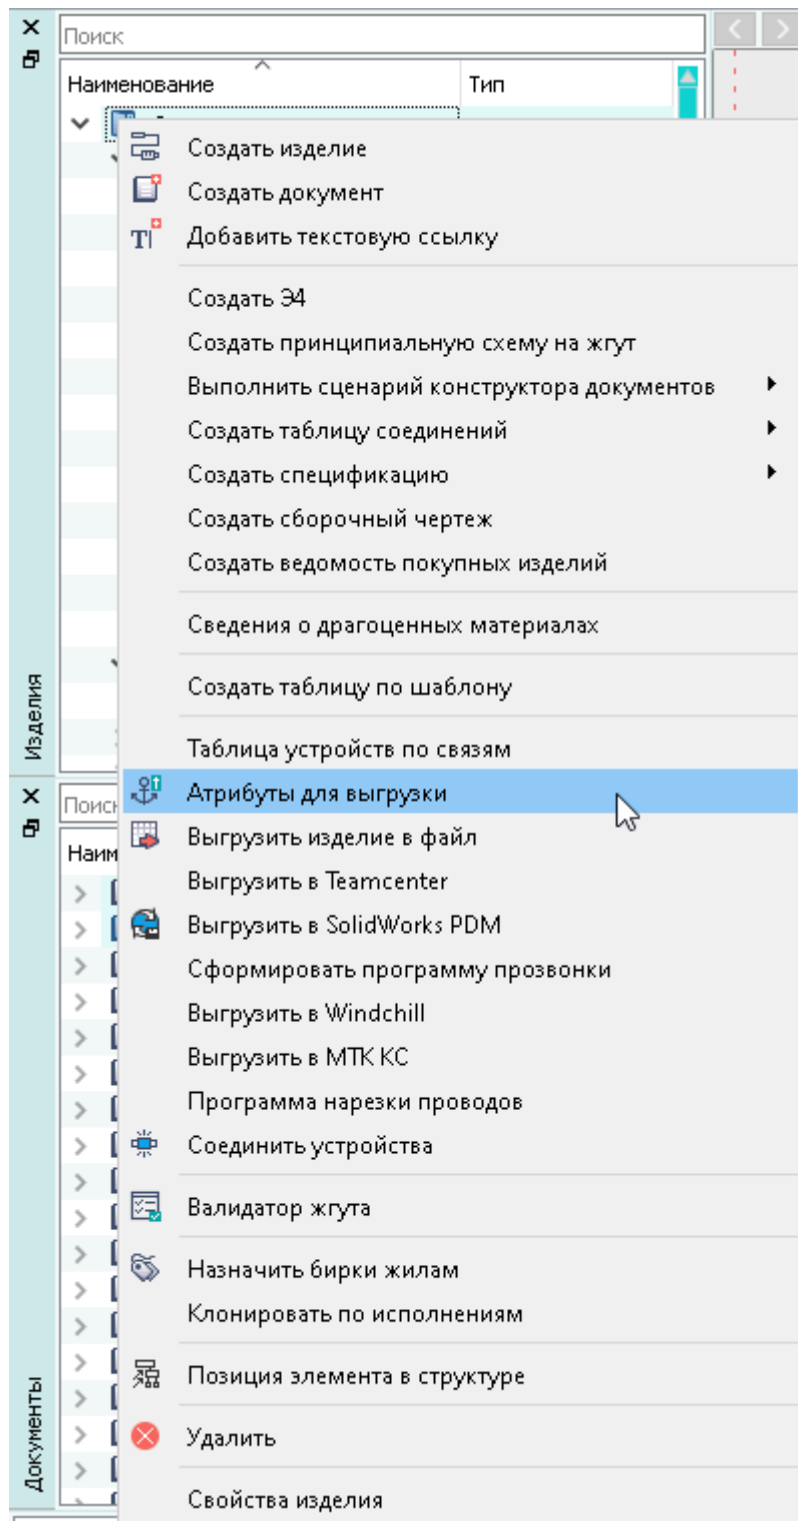 Поиск
Наименование
Тип
Создать изделие
Создать документ
Добавить текстовую ссылку
Создать Э4
Создать принципиальную схему на жгут
Выполнить сценарий конструктора документов
Создать таблицу соединений
Создать спецификацию
Создать сборочный чертеж
Создать ведомость покупных изделий
Сведения о драгоценных материалах
Создать таблицу по шаблону
Таблица устройств по связям
Изделия
Атрибуты для выгрузки
Выгрузить изделие в файл
Выгрузить в Teamcenter
Выгрузить в SolidWorks PDM
Сформировать программу прозвонки
Выгрузить в Windchill
Выгрузить в МТК КС
Программа нарезки проводов
Соединить устройства
Валидатор жгута
Назначить бирки жилам
Клонировать по исполнениям
Позиция элемента в структуре
Удалить
Свойства изделия
Документы